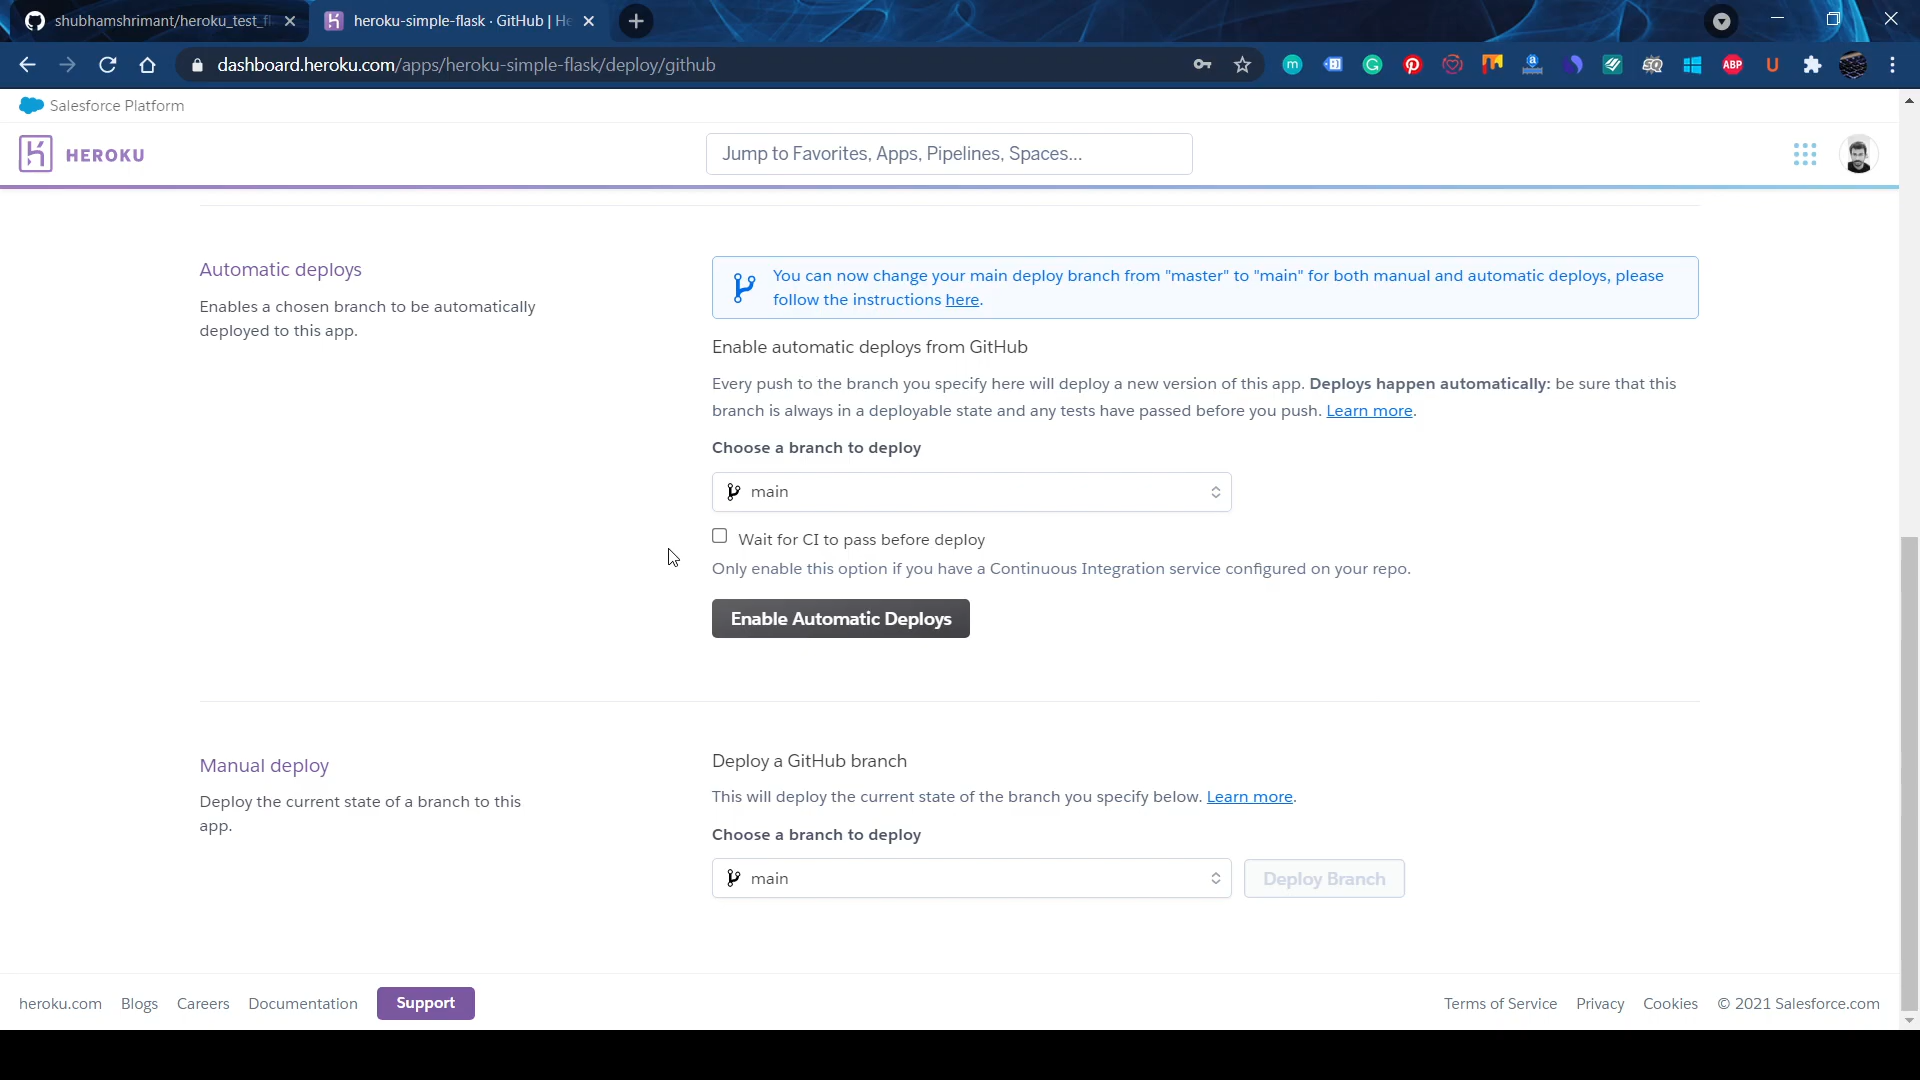 shubhamshrimant/heroku_test_fl
heroku-simple-flask · GitHub | He
dashboard.heroku.com/apps/heroku-simple-flask/deploy/github
Salesforce Platform
HEROKU
Jump to Favorites, Apps, Pipelines, Spaces...
Automatic deploys
Enables a chosen branch to be automatically
deployed to this app.
You can now change your main deploy branch from "master" to "main" for both manual and automatic deploys, please
follow the instructions here.
Enable automatic deploys from GitHub
Every push to the branch you specify here will deploy a new version of this app. Deploys happen automatically: be sure that this
branch is always in a deployable state and any tests have passed before you push. Learn more.
Choose a branch to deploy
main
Wait for CI to pass before deploy
Only enable this option if you have a Continuous Integration service configured on your repo.
Enable Automatic Deploys
Manual deploy
Deploy the current state of a branch to this
app.
Deploy a GitHub branch
This will deploy the current state of the branch you specify below. Learn more.
Choose a branch to deploy
main
Deploy Branch
heroku.com Blogs Careers Documentation Support
Terms of Service Privacy Cookies © 2021 Salesforce.com